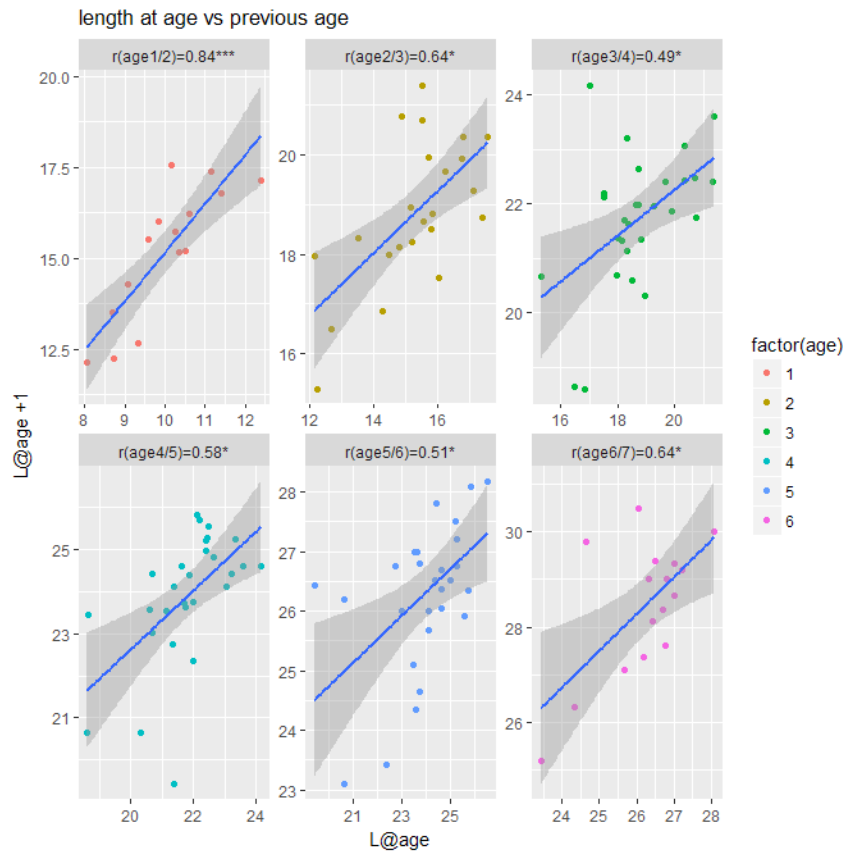 length at age vs previous age
r(age1/2)=0.84***
r(age2/3)=0.64*
r(age3/4)=0.49*
20.0
17.5
15.0
12.5
20
18
16
24
22
20
8 9 10 11 12
12 14 16
16 18 20
L@age +1
r(age4/5)=0.58*
r(age5/6)=0.51*
r(age6/7)=0.64*
25
23
21
28
27
26
25
24
23
30
28
26
20 22 24
21 23 25
24 25 26 27 28
L@age
factor(age)
1
2
3
4
5
6